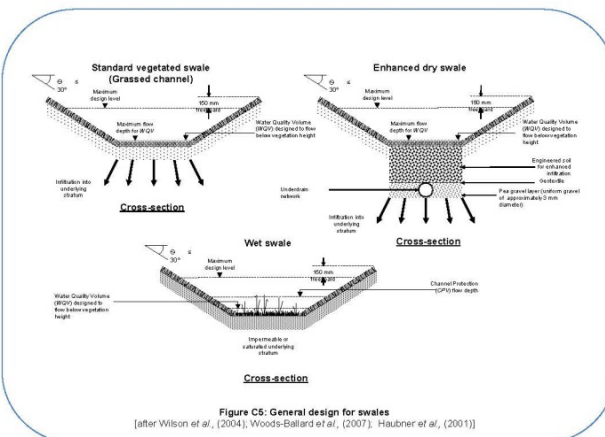 Standard vegetated swale
(Grassed channel)
Θ ≤
30°
Maximum
design level
150 mm
freeboard
Maximum flow
depth for WQV
Water Quality Volume
(WQV) designed to flow
below vegetation height
Infiltration into
underlying
stratum
Cross-section
Enhanced dry swale
Θ ≤
30°
Maximum
design level
150 mm
freeboard
Maximum flow
depth for WQV
Water Quality Volume
(WQV) designed to
flow below vegetation
height
Engineered soil
for enhanced
infiltration
Geotextile
Underdrain
network
Pea gravel layer (uniform gravel
of approximately 3 mm
diameter)
Infiltration into
underlying
stratum
Cross-section
Wet swale
Θ ≤
30°
Maximum
design level
150 mm
freeboard
Channel Protection
(CPV) flow depth
Water Quality Volume
(WQV) designed to
flow below vegetation
height
Impermeable or
saturated underlying
stratum
Cross-section
Figure C5: General design for swales
[after Wilson et al., (2004); Woods-Ballard et al., (2007); Haubner et al., (2001)]